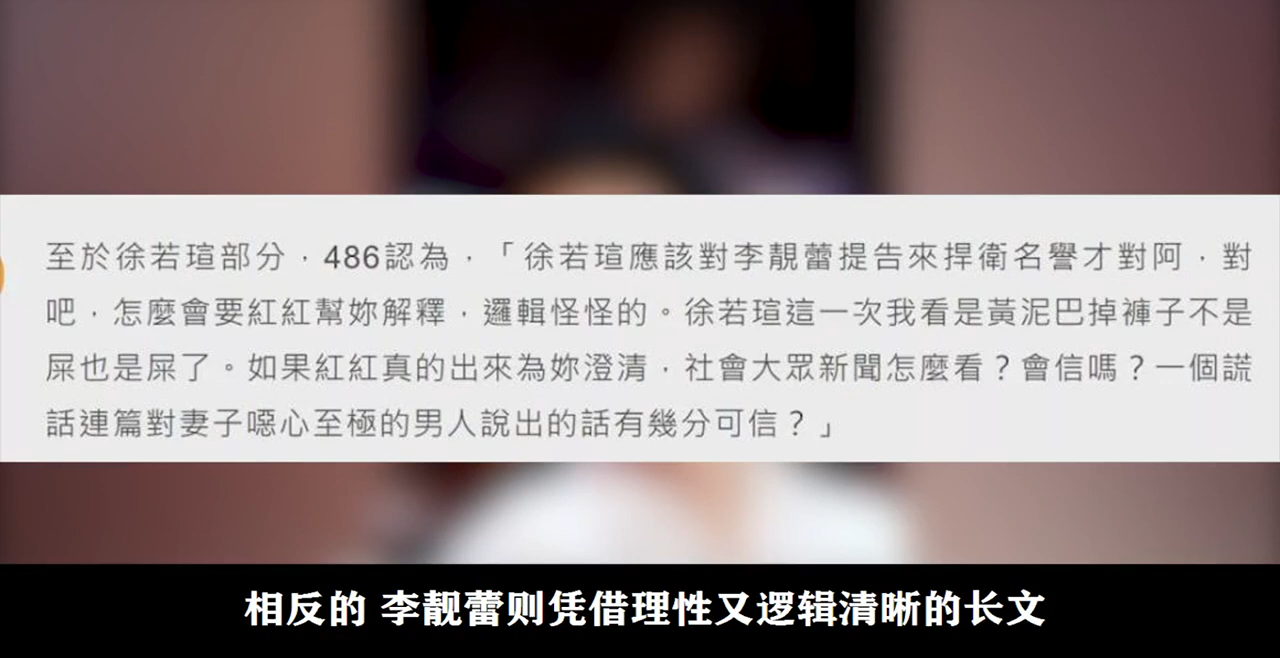 至於徐若瑄部分，486認為，「徐若瑄應該對李靚蕾提告來捍衛名譽才對阿，對
吧，怎麼會要紅紅幫妳解釋，邏輯怪怪的。徐若瑄這一次我看是黃泥巴掉褲子不是
屎也是屎了。如果紅紅真的出來為妳澄清，社會大眾新聞怎麼看？會信嗎？一個謊
話連篇對妻子噁心至極的男人說出的話有幾分可信？」
相反的 李靓蕾则凭借理性又逻辑清晰的长文